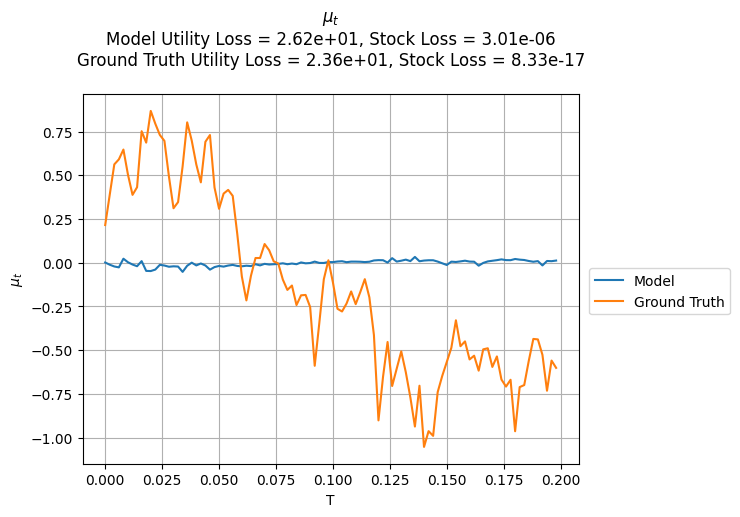 μt
Model Utility Loss = 2.62e+01, Stock Loss = 3.01e-06
Ground Truth Utility Loss = 2.36e+01, Stock Loss = 8.33e-17
0.75
0.50
0.25
0.00
-0.25
-0.50
-0.75
-1.00
μt
0.000 0.025 0.050 0.075 0.100 0.125 0.150 0.175 0.200
T
Model
Ground Truth